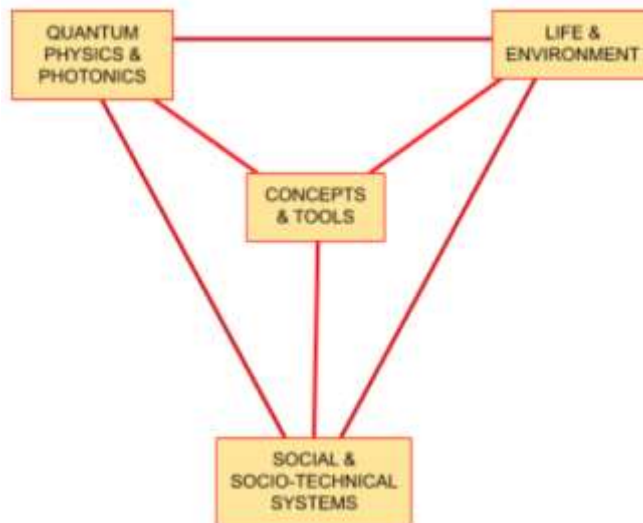 QUANTUM
PHYSICS &
PHOTONICS
LIFE &
ENVIRONMENT
CONCEPTS
& TOOLS
SOCIAL &
SOCIO-TECHNICAL
SYSTEMS